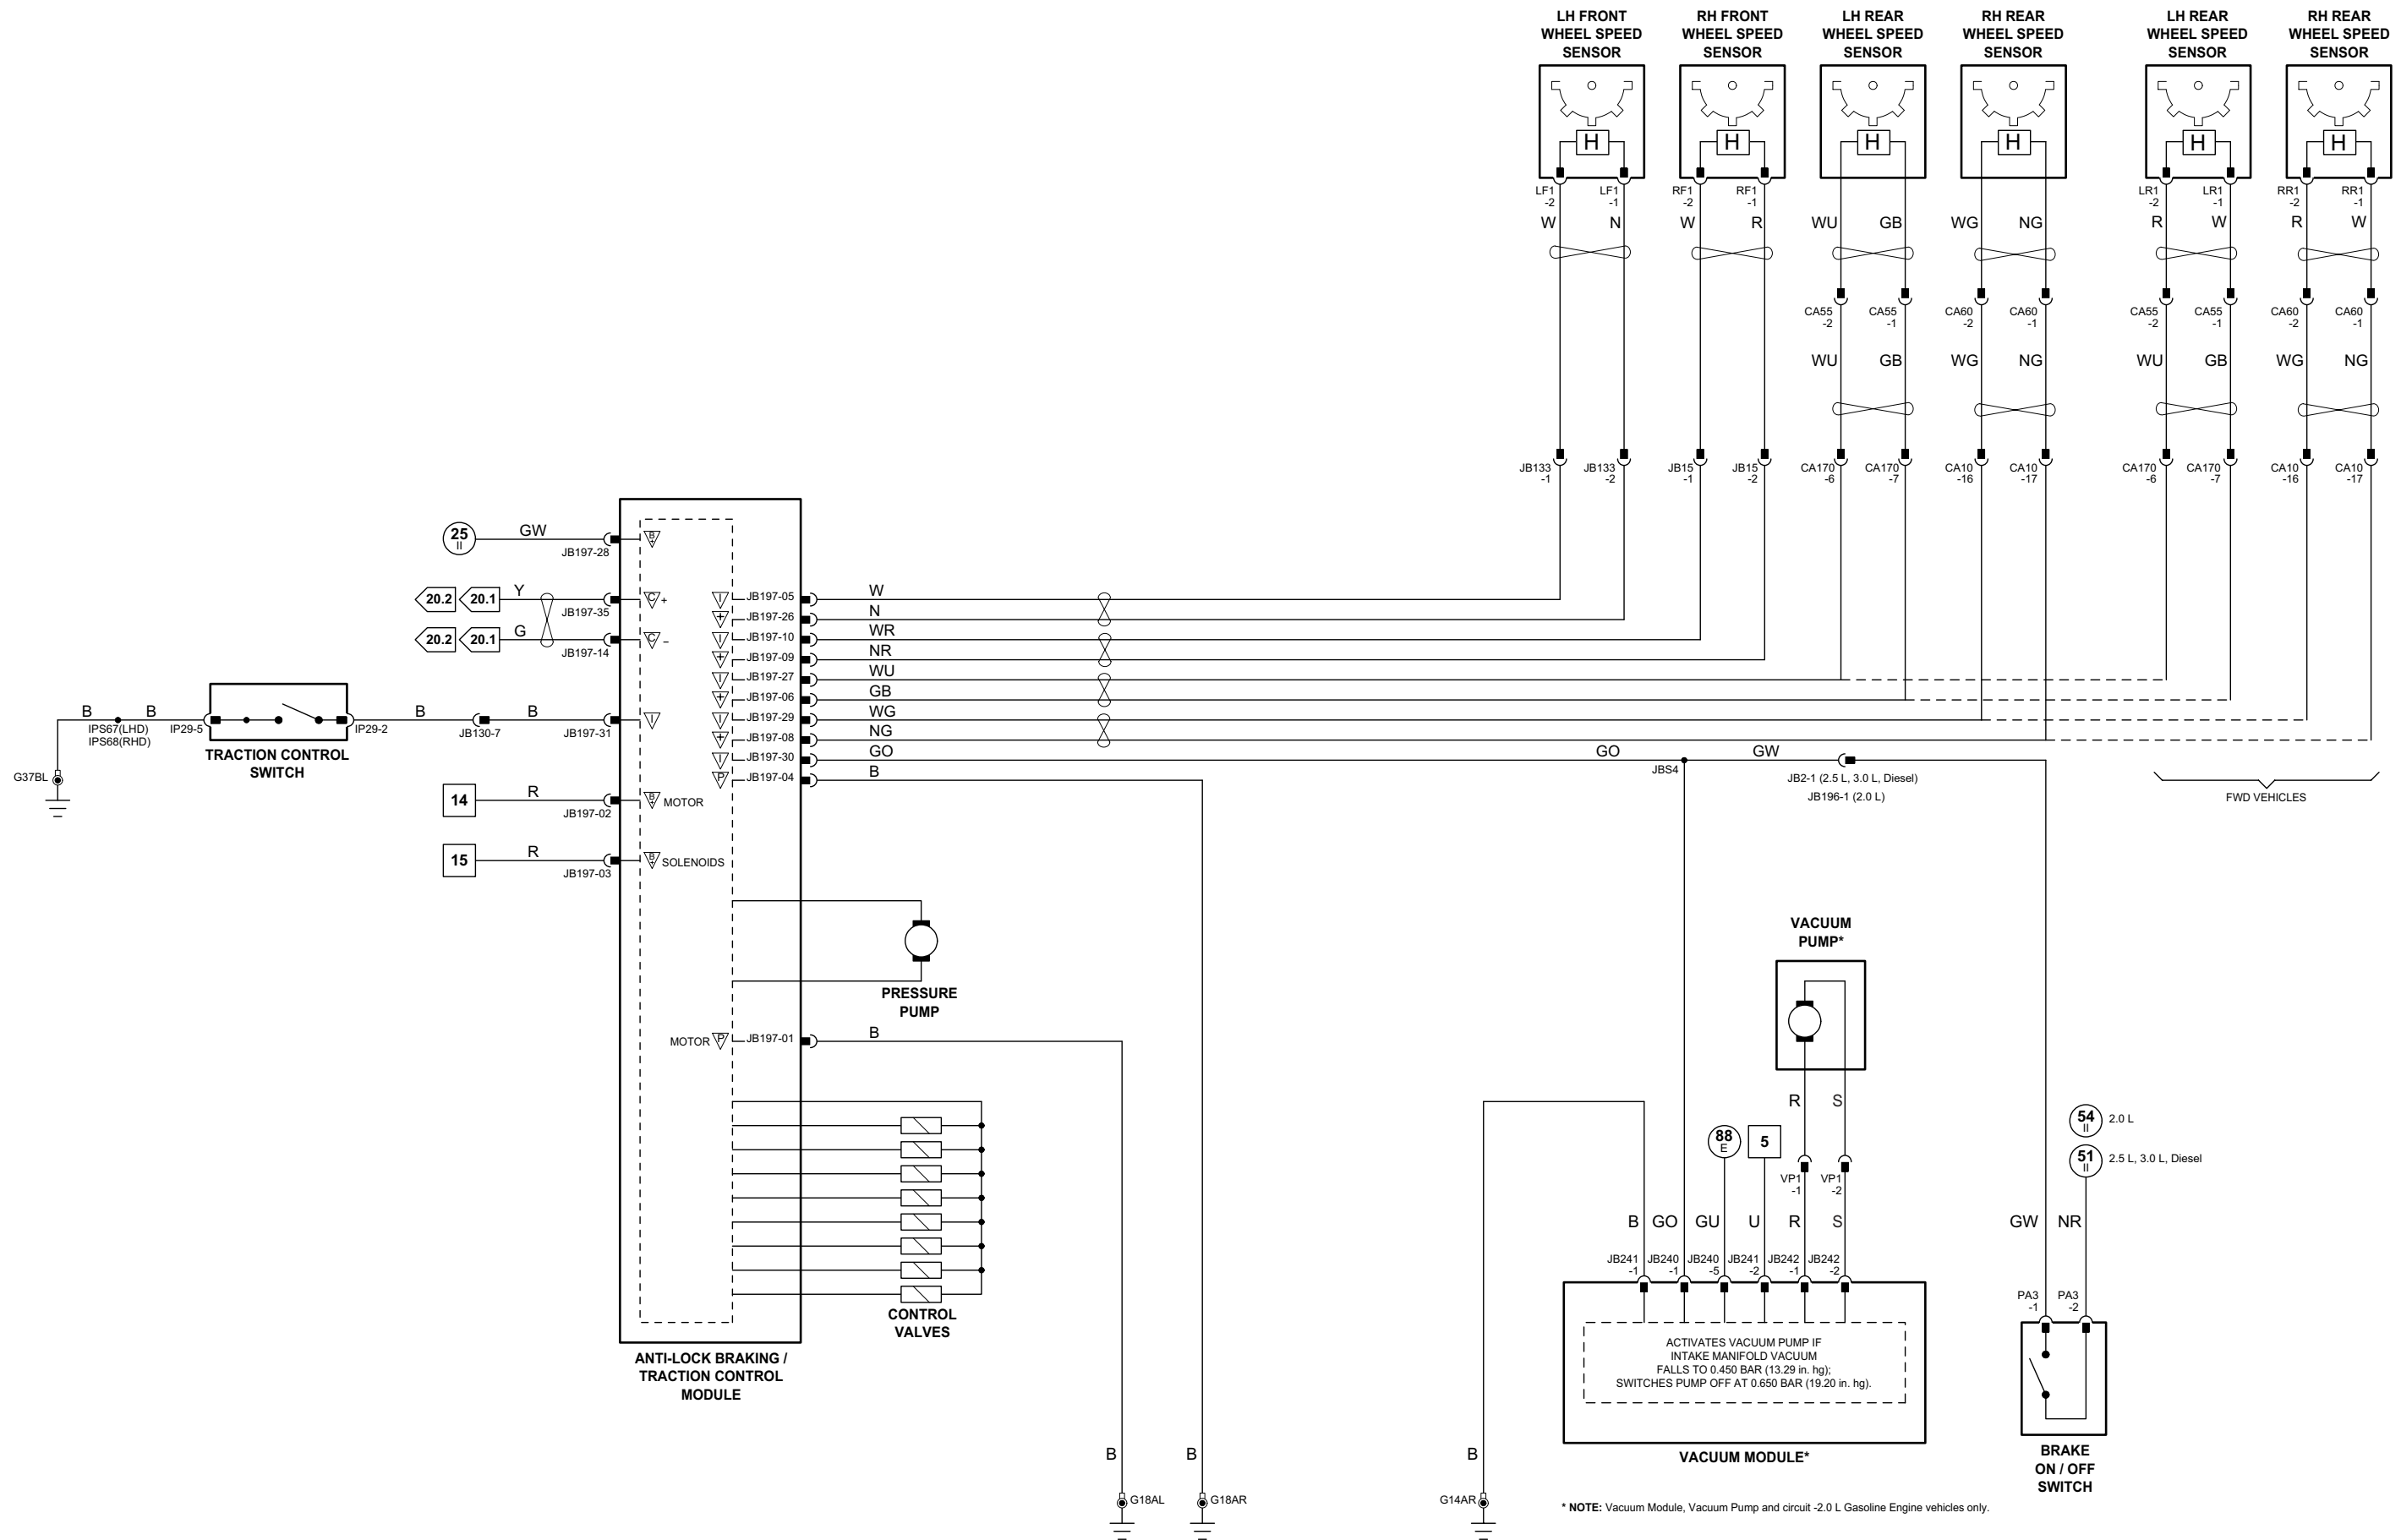 LH FRONT
WHEEL SPEED
SENSOR
RH FRONT
WHEEL SPEED
SENSOR
LH REAR
WHEEL SPEED
SENSOR
RH REAR
WHEEL SPEED
SENSOR
LH REAR
WHEEL SPEED
SENSOR
RH REAR
WHEEL SPEED
SENSOR
H H H H H H
LF1
-2
LF1
-1
RF1
-2
RF1
-1
LR1
-2
LR1
-1
RR1
-2
RR1
-1
W N W R WU GB WG NG R W R W
CA55
-2
CA55
-1
CA60
-2
CA60
-1
CA55
-2
CA55
-1
CA60
-2
CA60
-1
WU GB WG NG WU GB WG NG
JB133
-1
JB133
-2
JB15
-1
JB15
-2
CA170
-6
CA170
-7
CA10
-16
CA10
-17
CA170
-6
CA170
-7
CA10
-16
CA10
-17
25
II
GW
JB197-28
B
+
20.2 20.1 Y
JB197-35
C +
20.2 20.1 G
JB197-14
C –
B B
IPS67(LHD)
IPS68(RHD)
IP29-5
IP29-2
B B
JB130-7
JB197-31
I
TRACTION CONTROL
SWITCH
G37BL
14 R
JB197-02
B
+
MOTOR
15 R
JB197-03
B
+
SOLENOIDS
I JB197-05 W
+ JB197-26 N
I JB197-10 WR
+ JB197-09 NR
I JB197-27 WU
+ JB197-06 GB
I JB197-29 WG
+ JB197-08 NG
I JB197-30 GO
P JB197-04 B
GO GW
JBS4
JB2-1 (2.5 L, 3.0 L, Diesel)
JB196-1 (2.0 L)
FWD VEHICLES
PRESSURE
PUMP
MOTOR P JB197-01 B
CONTROL
VALVES
ANTI-LOCK BRAKING /
TRACTION CONTROL
MODULE
B B B
G18AL
G18AR
G14AR
VACUUM
PUMP*
R S
88
E
5
VP1
-1
VP1
-2
B GO GU U R S
JB241
-1
JB240
-1
JB240
-5
JB241
-2
JB242
-1
JB242
-2
ACTIVATES VACUUM PUMP IF
INTAKE MANIFOLD VACUUM
FALLS TO 0.450 BAR (13.29 in. hg);
SWITCHES PUMP OFF AT 0.650 BAR (19.20 in. hg).
VACUUM MODULE*
54
II
2.0 L
51
II
2.5 L, 3.0 L, Diesel
GW NR
PA3
-1
PA3
-2
BRAKE
ON / OFF
SWITCH
* NOTE: Vacuum Module, Vacuum Pump and circuit -2.0 L Gasoline Engine vehicles only.